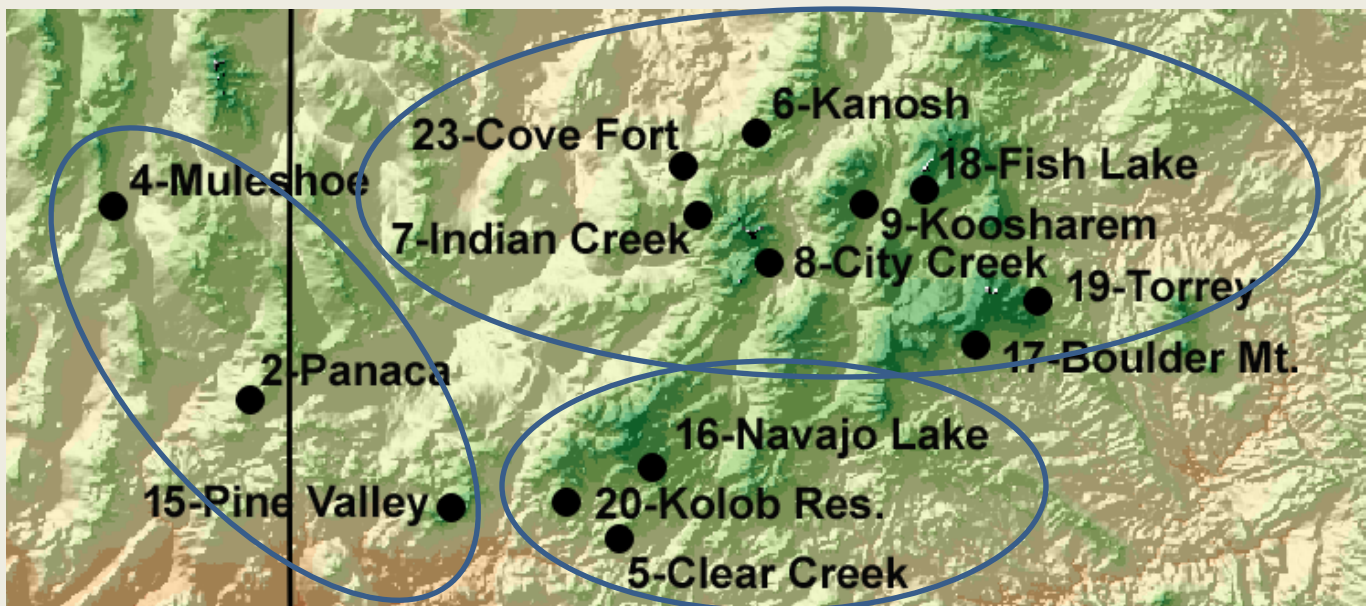 6-Kanosh
23-Cove Fort
18-Fish Lake
4-Muleshoe
9-Koosharem
7-Indian Creek
8-City Creek
19-Torrey
17-Boulder Mt.
2-Panaca
16-Navajo Lake
15-Pine Valley
20-Kolob Res.
5-Clear Creek